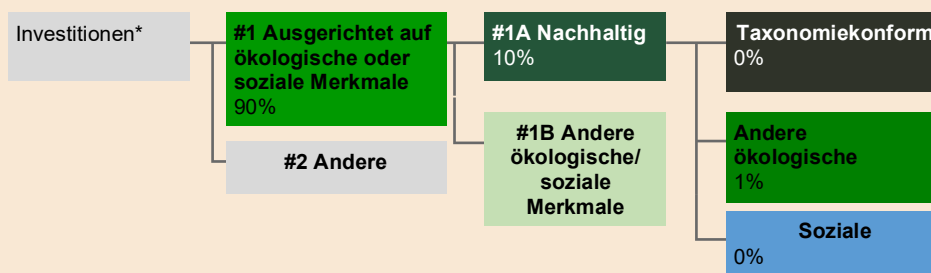 Investitionen*
#1 Ausgerichtet auf
ökologische oder
soziale Merkmale
90%
#2 Andere
#1A Nachhaltig
10%
#1B Andere
ökologische/
soziale
Merkmale
Taxonomiekonform
0%
Andere
ökologische
1%
Soziale
0%